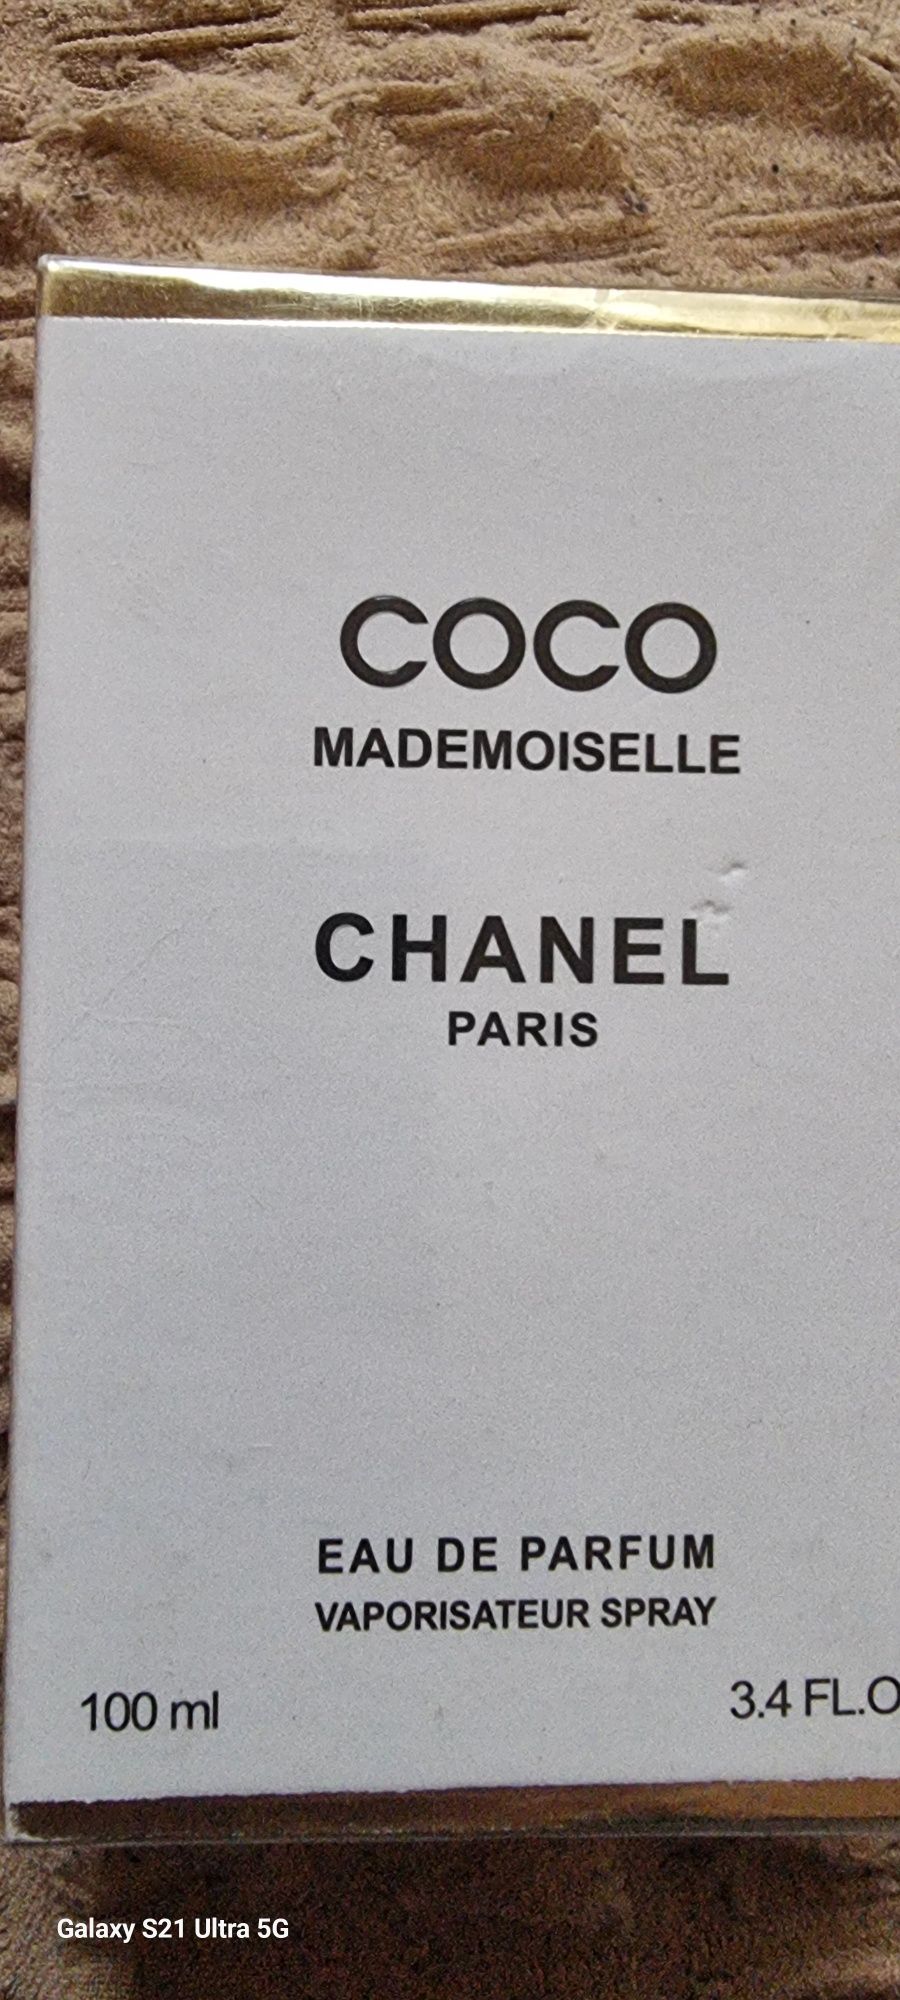 COCO
MADEMOISELLE
CHANEL
PARIS
EAU DE PARFUM
VAPORISATEUR SPRAY
100 ml
3.4 FL.O
Galaxy S21 Ultra 5G